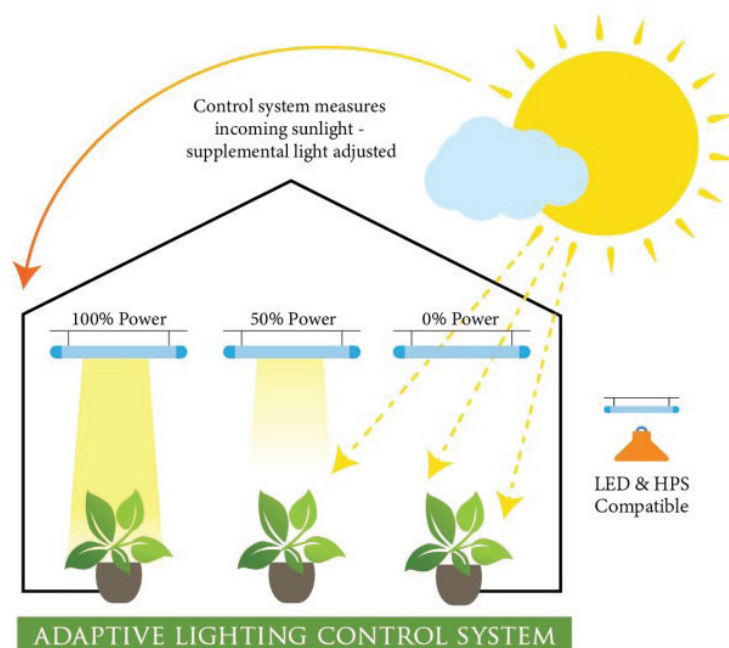 Control system measures
incoming sunlight -
supplemental light adjusted
100% Power
50% Power
0% Power
LED & HPS
Compatible
ADAPTIVE LIGHTING CONTROL SYSTEM